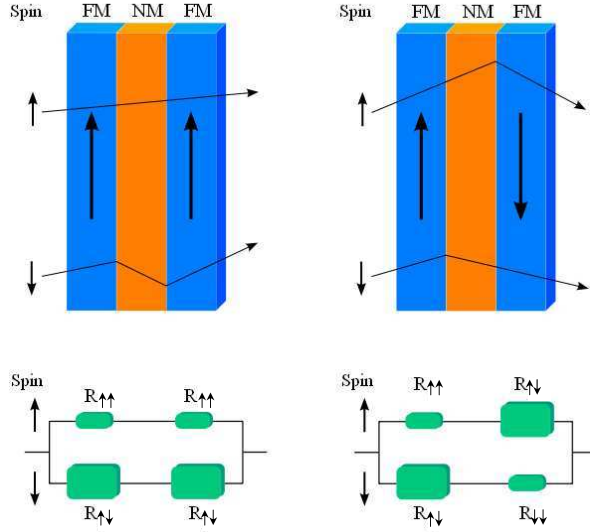 Spin FM NM FM
Spin FM NM FM
Spin
R↑↑ R↑↑
R↑↓ R↑↓
Spin
R↑↑ R↑↓
R↑↓ R↓↓